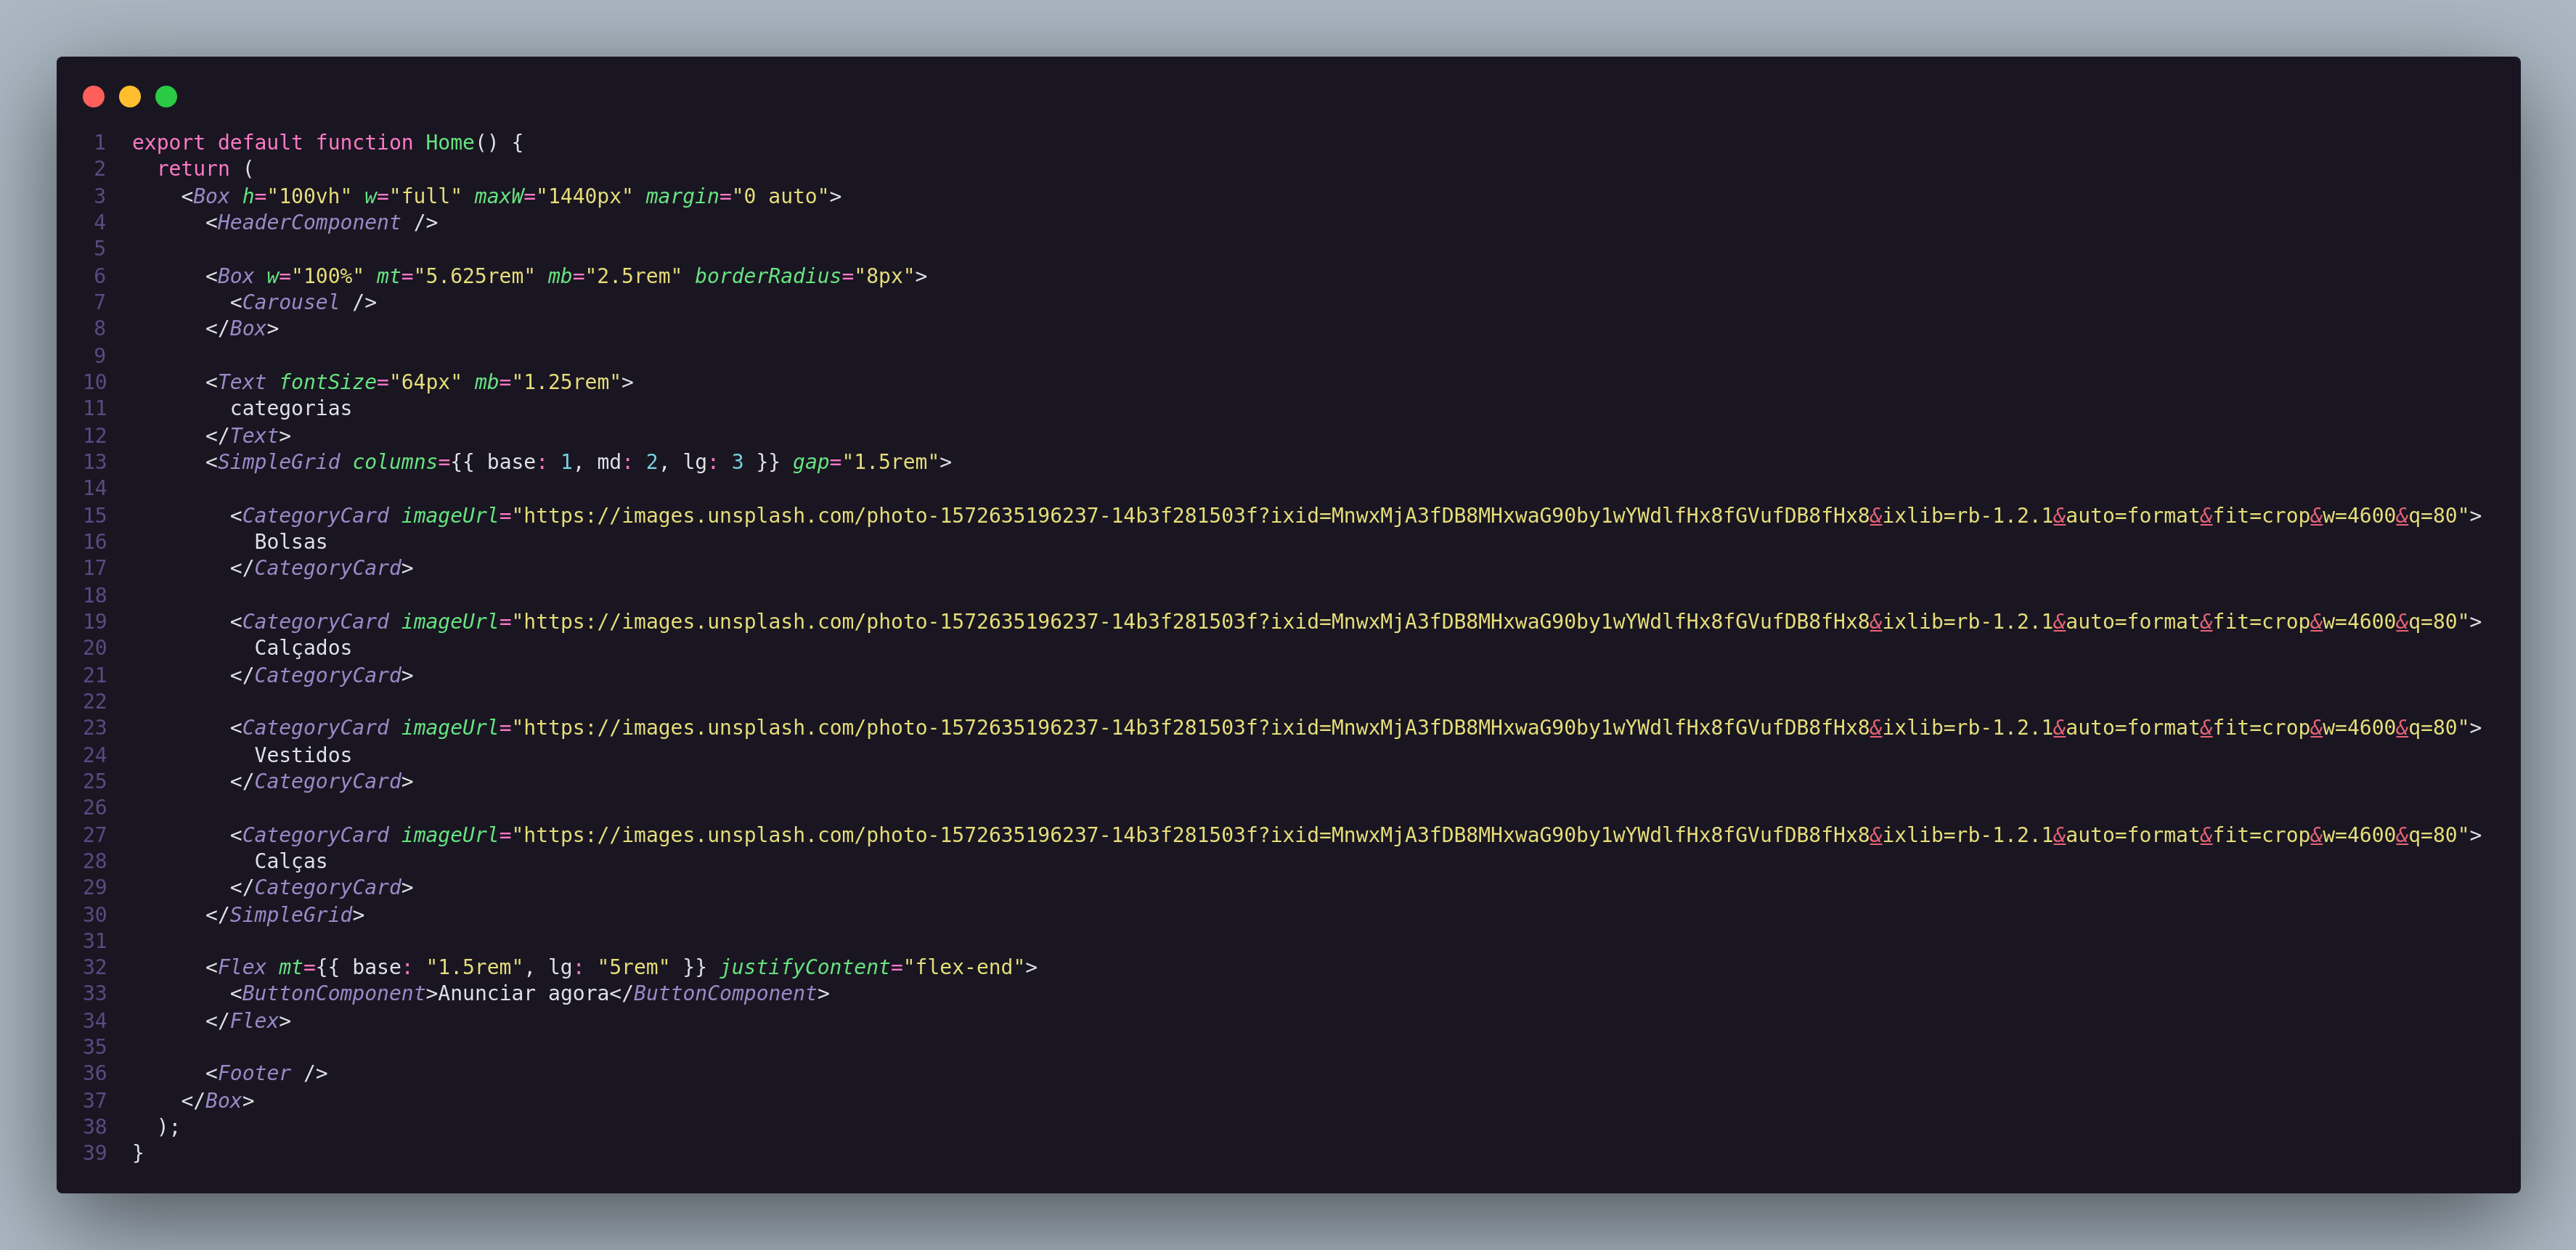 1 export default function Home() {
2   return (
3     <Box h="100vh" w="full" maxW="1440px" margin="0 auto">
4       <HeaderComponent />
5
6       <Box w="100%" mt="5.625rem" mb="2.5rem" borderRadius="8px">
7         <Carousel />
8       </Box>
9
10       <Text fontSize="64px" mb="1.25rem">
11         categorias
12       </Text>
13       <SimpleGrid columns={{ base: 1, md: 2, lg: 3 }} gap="1.5rem">
14
15         <CategoryCard imageUrl="https://images.unsplash.com/photo-1572635196237-14b3f281503f?ixid=MnwxMjA3fDB8MHxwaG90by1wYWdlfHx8fGVufDB8fHx8&ixlib=rb-1.2.1&auto=format&fit=crop&w=4600&q=80">
16           Bolsas
17         </CategoryCard>
18
19         <CategoryCard imageUrl="https://images.unsplash.com/photo-1572635196237-14b3f281503f?ixid=MnwxMjA3fDB8MHxwaG90by1wYWdlfHx8fGVufDB8fHx8&ixlib=rb-1.2.1&auto=format&fit=crop&w=4600&q=80">
20           Calçados
21         </CategoryCard>
22
23         <CategoryCard imageUrl="https://images.unsplash.com/photo-1572635196237-14b3f281503f?ixid=MnwxMjA3fDB8MHxwaG90by1wYWdlfHx8fGVufDB8fHx8&ixlib=rb-1.2.1&auto=format&fit=crop&w=4600&q=80">
24           Vestidos
25         </CategoryCard>
26
27         <CategoryCard imageUrl="https://images.unsplash.com/photo-1572635196237-14b3f281503f?ixid=MnwxMjA3fDB8MHxwaG90by1wYWdlfHx8fGVufDB8fHx8&ixlib=rb-1.2.1&auto=format&fit=crop&w=4600&q=80">
28           Calças
29         </CategoryCard>
30       </SimpleGrid>
31
32       <Flex mt={{ base: "1.5rem", lg: "5rem" }} justifyContent="flex-end">
33         <ButtonComponent>Anunciar agora</ButtonComponent>
34       </Flex>
35
36       <Footer />
37     </Box>
38   );
39 }